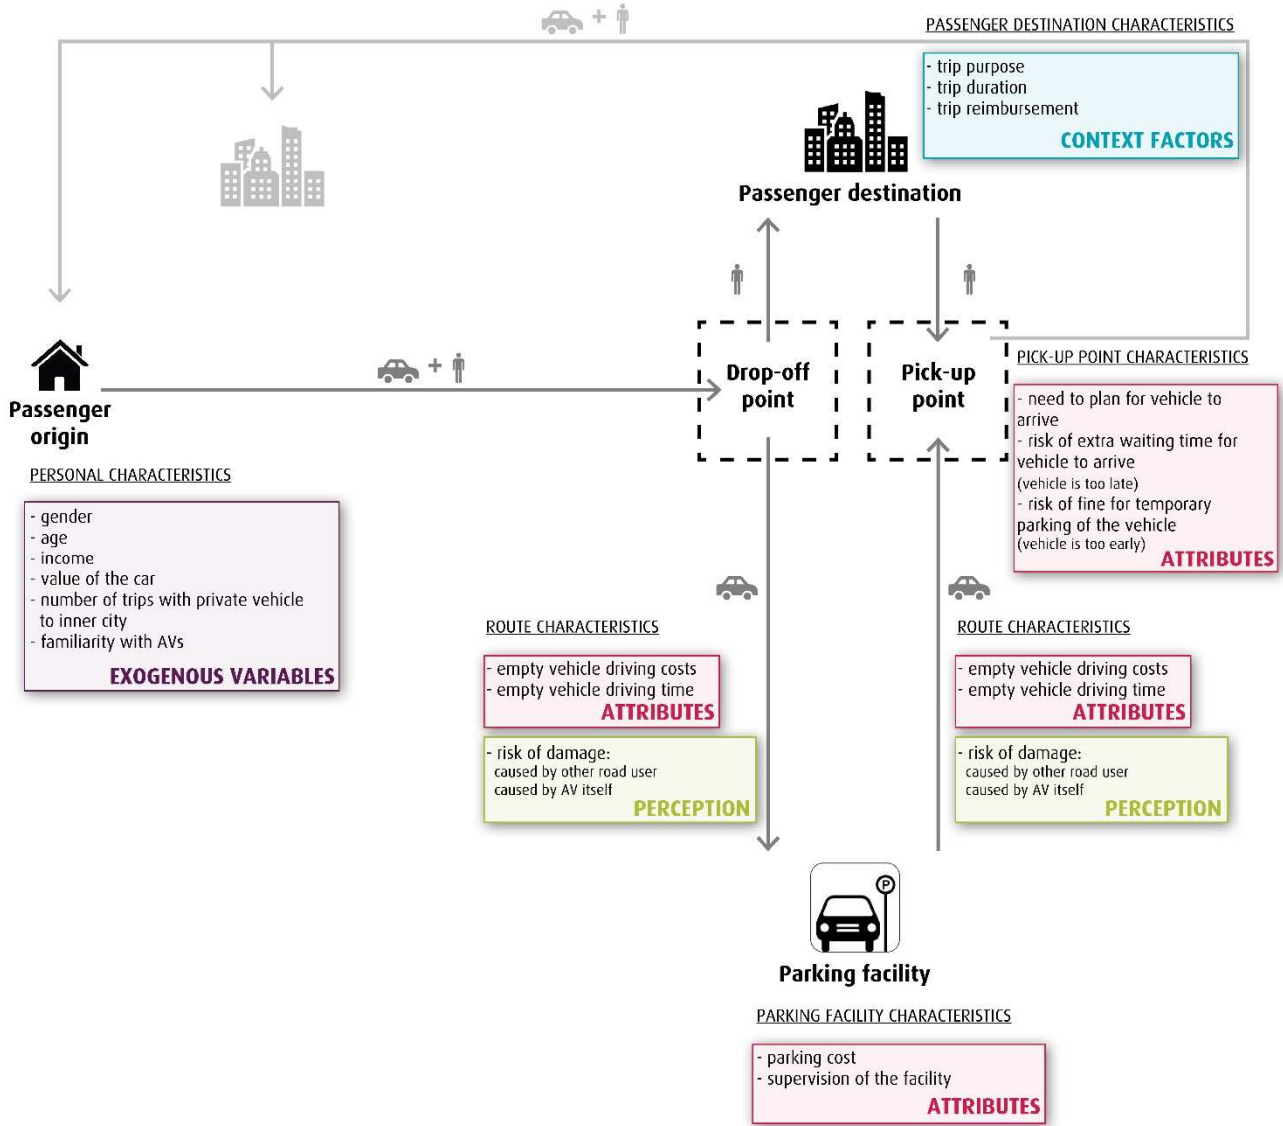 +
PASSENGER DESTINATION CHARACTERISTICS
- trip purpose
- trip duration
- trip reimbursement
CONTEXT FACTORS
Passenger destination
Passenger
origin
+
Drop-off
point
Pick-up
point
PICK-UP POINT CHARACTERISTICS
- need to plan for vehicle to
arrive
- risk of extra waiting time for
vehicle to arrive
(vehicle is too late)
- risk of fine for temporary
parking of the vehicle
(vehicle is too early)
ATTRIBUTES
PERSONAL CHARACTERISTICS
- gender
- age
- income
- value of the car
- number of trips with private vehicle
to inner city
- familiarity with AVs
EXOGENOUS VARIABLES
ROUTE CHARACTERISTICS
- empty vehicle driving costs
- empty vehicle driving time
ATTRIBUTES
- risk of damage:
caused by other road user
caused by AV itself
PERCEPTION
ROUTE CHARACTERISTICS
- empty vehicle driving costs
- empty vehicle driving time
ATTRIBUTES
- risk of damage:
caused by other road user
caused by AV itself
PERCEPTION
P
Parking facility
PARKING FACILITY CHARACTERISTICS
- parking cost
- supervision of the facility
ATTRIBUTES